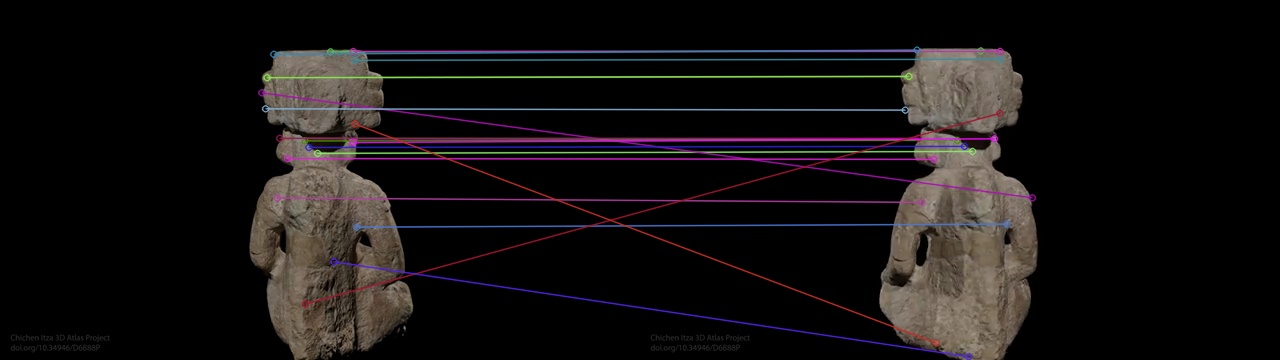 Chichen Itza 3D Atlas Project
doi.org/10.34946/D6B88P
Chichen Itza 3D Atlas Project
doi.org/10.34946/D6B88P